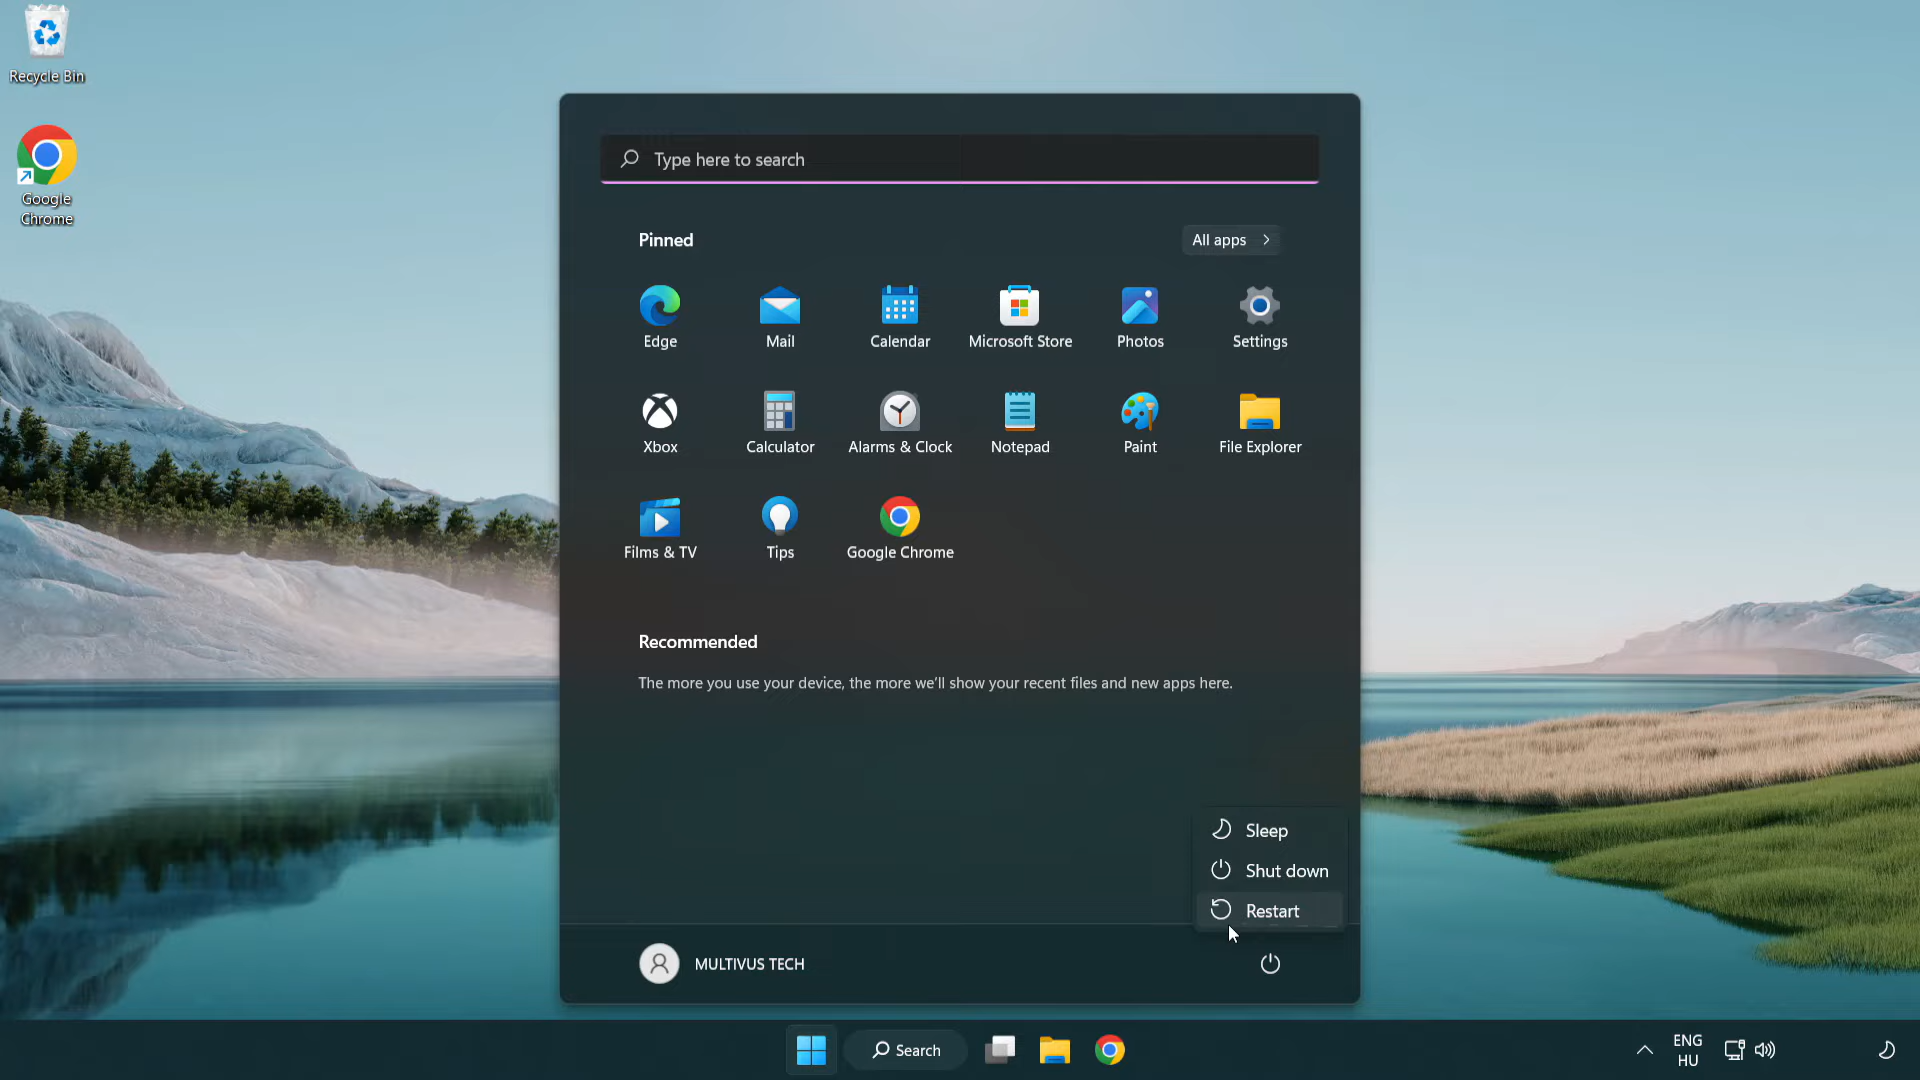 Recycle Bin
Google
Chrome
Type here to search
Pinned
All apps
Edge
Mail
Calendar
Microsoft Store
Photos
Settings
Xbox
Calculator
Alarms & Clock
Notepad
Paint
File Explorer
Films & TV
Tips
Google Chrome
Recommended
The more you use your device, the more we'll show your recent files and new apps here.
Sleep
Shut down
Restart
MULTIVUS TECH
Search
ENG
HU